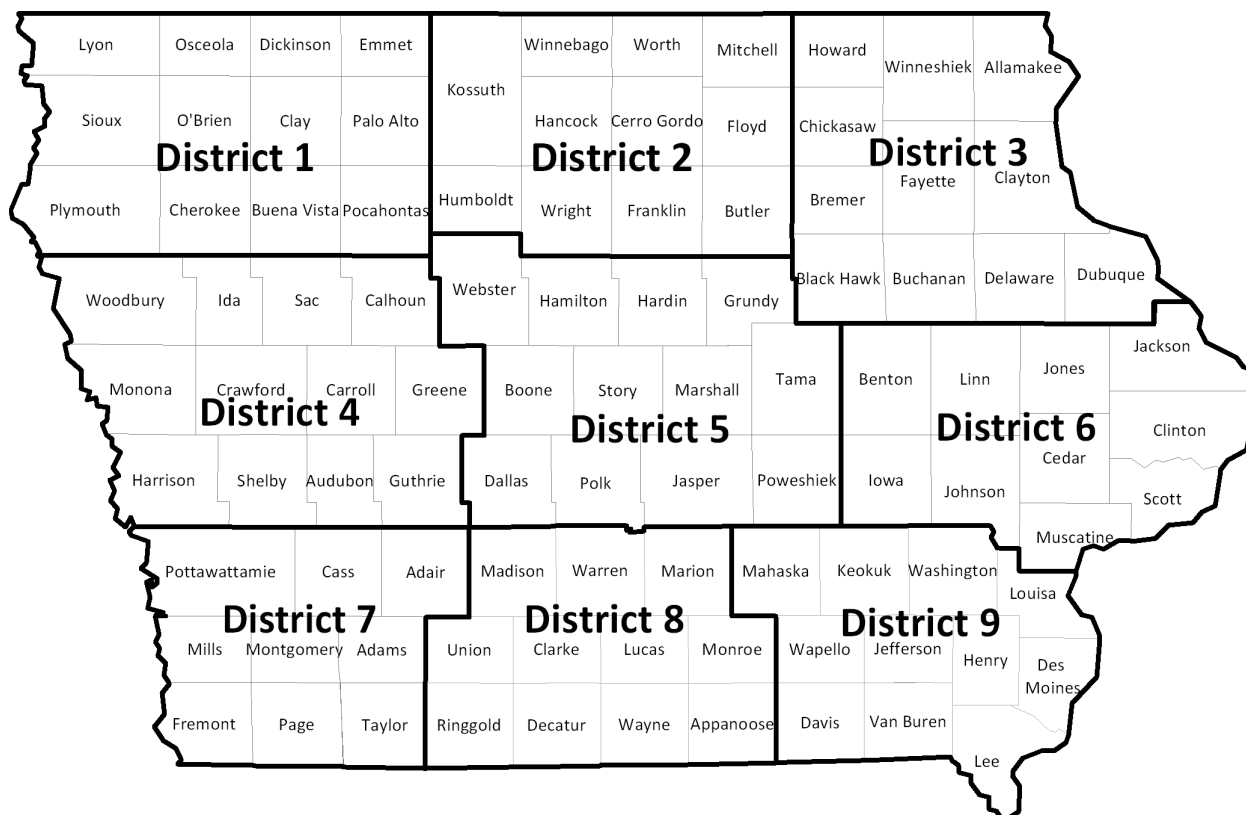 Lyon
Osceola
Dickinson
Emmet
Sioux
O'Brien
Clay
Palo Alto
District 1
Plymouth
Cherokee
Buena Vista
Pocahontas
Kossuth
Winnebago
Worth
Mitchell
Hancock
Cerro Gordo
Floyd
District 2
Humboldt
Wright
Franklin
Butler
Howard
Winneshiek
Allamakee
Chickasaw
District 3
Bremer
Fayette
Clayton
Black Hawk
Buchanan
Delaware
Dubuque
Woodbury
Ida
Sac
Calhoun
Monona
Crawford
Carroll
Greene
District 4
Harrison
Shelby
Audubon
Guthrie
Webster
Hamilton
Hardin
Grundy
Boone
Story
Marshall
Tama
District 5
Dallas
Polk
Jasper
Poweshiek
Benton
Linn
Jones
Jackson
District 6
Clinton
Cedar
Iowa
Johnson
Scott
Muscatine
Pottawattamie
Cass
Adair
District 7
Mills
Montgomery
Adams
Fremont
Page
Taylor
Madison
Warren
Marion
District 8
Union
Clarke
Lucas
Monroe
Ringgold
Decatur
Wayne
Appanoose
Mahaska
Keokuk
Washington
Louisa
District 9
Wapello
Jefferson
Henry
Des
Moines
Davis
Van Buren
Lee